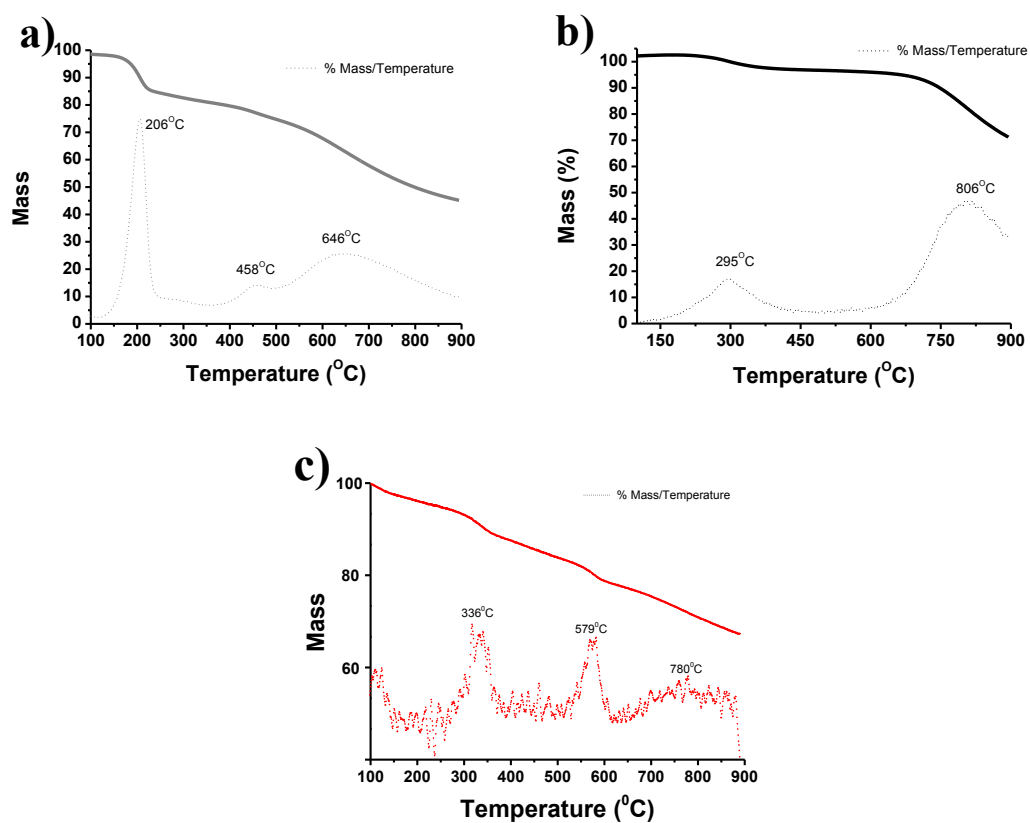 a)
Mass
100
90
80
70
60
50
40
30
20
10
0
% Mass/Temperature
206°C
458°C
646°C
100 200 300 400 500 600 700 800 900
Temperature (°C)
b)
Mass (%)
100
90
80
70
60
50
40
30
20
10
0
% Mass/Temperature
295°C
806°C
150 300 450 600 750 900
Temperature (°C)
c)
Mass
100
80
60
% Mass/Temperature
336°C
579°C
780°C
100 200 300 400 500 600 700 800 900
Temperature (°C)